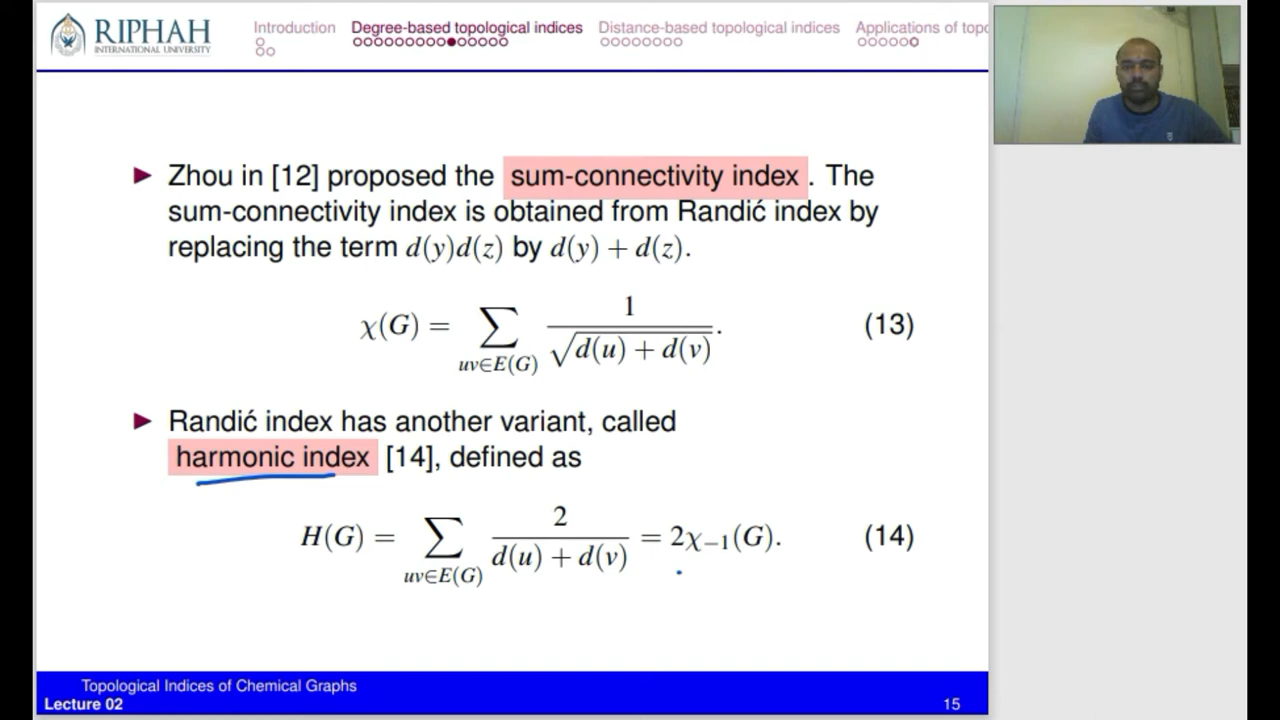 RIPHAH
INTERNATIONAL UNIVERSITY
Introduction
Degree-based topological indices
Distance-based topological indices
Applications of topo
▶ Zhou in [12] proposed the sum-connectivity index . The
sum-connectivity index is obtained from Randić index by
replacing the term d(y)d(z) by d(y) + d(z).
χ(G) = ∑_{uv∈E(G)} 1/√(d(u) + d(v)). (13)
▶ Randić index has another variant, called
harmonic index [14], defined as
H(G) = ∑_{uv∈E(G)} 2/(d(u) + d(v)) = 2χ₋₁(G). (14)
Topological Indices of Chemical Graphs
Lecture 02 15